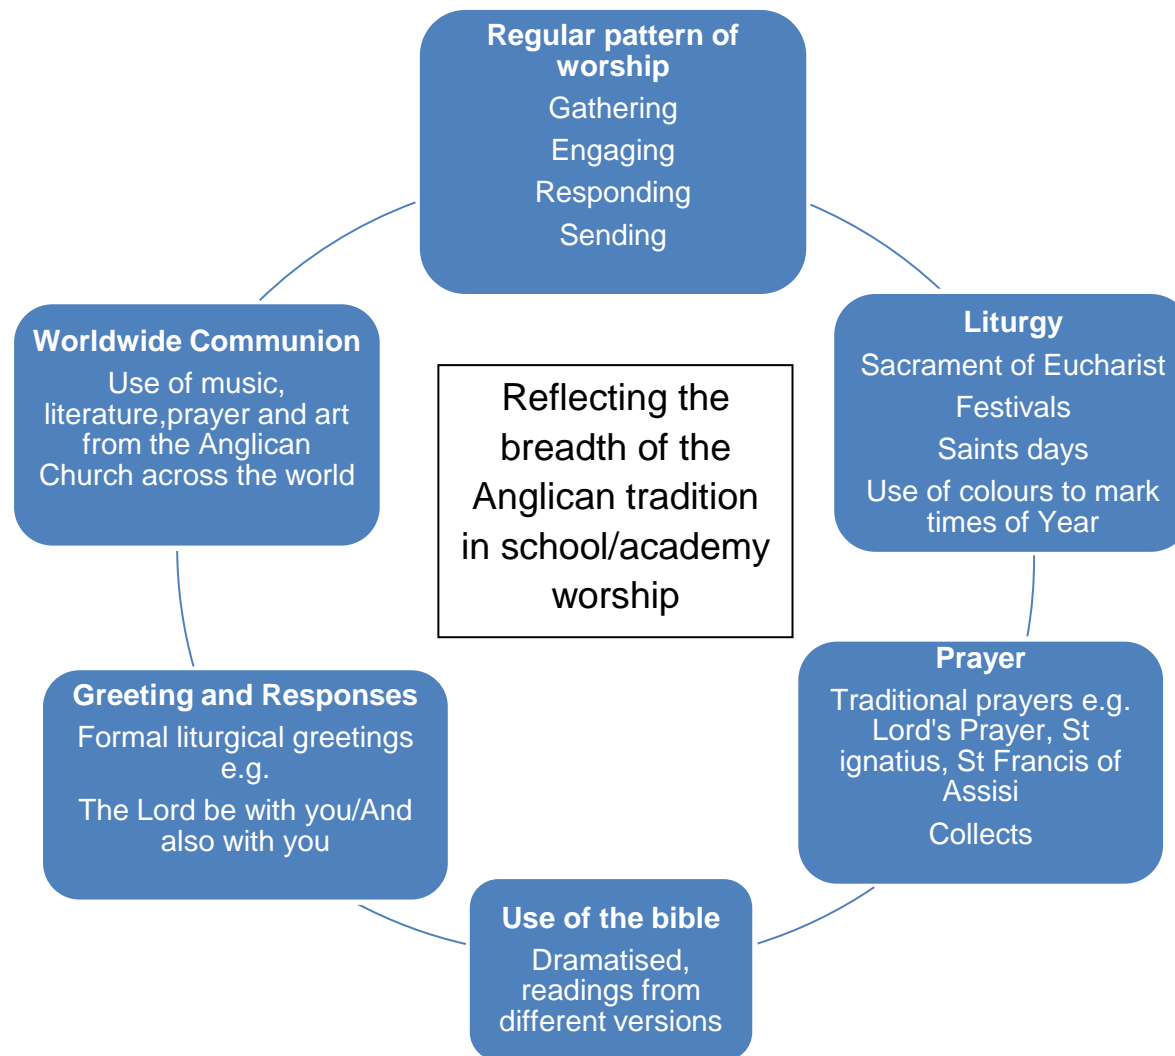 Regular pattern of
worship
Gathering
Engaging
Responding
Sending
Liturgy
Sacrament of Eucharist
Festivals
Saints days
Use of colours to mark
times of Year
Prayer
Traditional prayers e.g.
Lord's Prayer, St
ignatius, St Francis of
Assisi
Collects
Use of the bible
Dramatised,
readings from
different versions
Greeting and Responses
Formal liturgical greetings
e.g.
The Lord be with you/And
also with you
Worldwide Communion
Use of music,
literature,prayer and art
from the Anglican
Church across the world
Reflecting the
breadth of the
Anglican tradition
in school/academy
worship